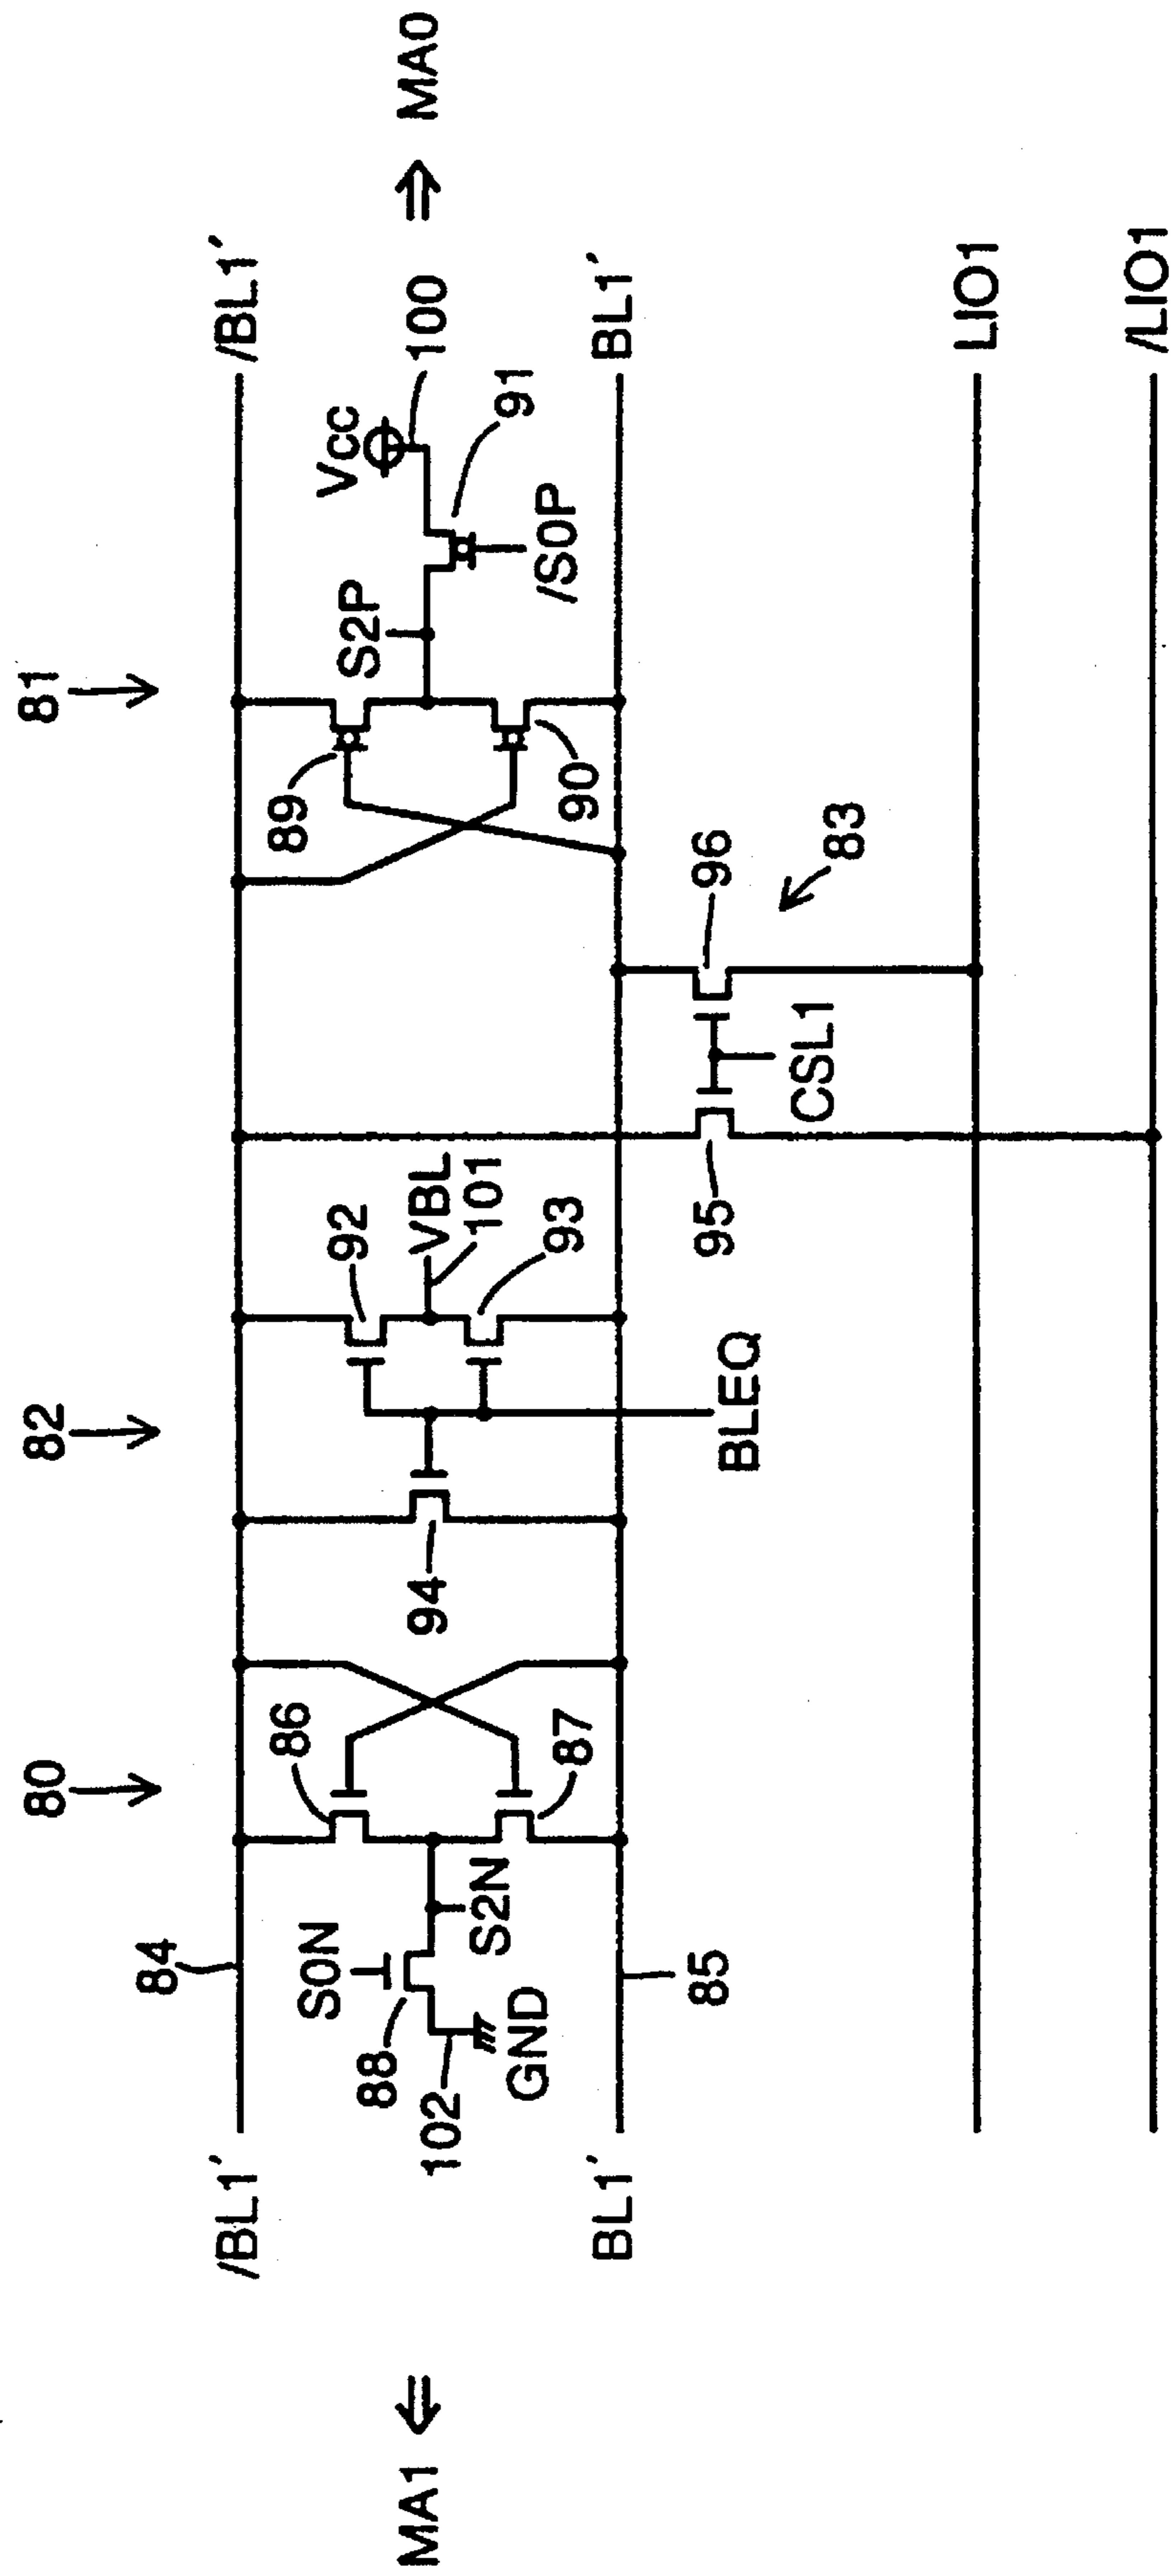 80
82
81
/BL1´
84
86
92
89
Vcc
/BL1´
S0N
S2P
100
MA1
88
102
GND
S2N
94
VBL
101
MA0
87
93
90
/S0P
91
BL1´
85
BL1´
BLEQ
95
96
CSL1
83
LIO1
/LIO1